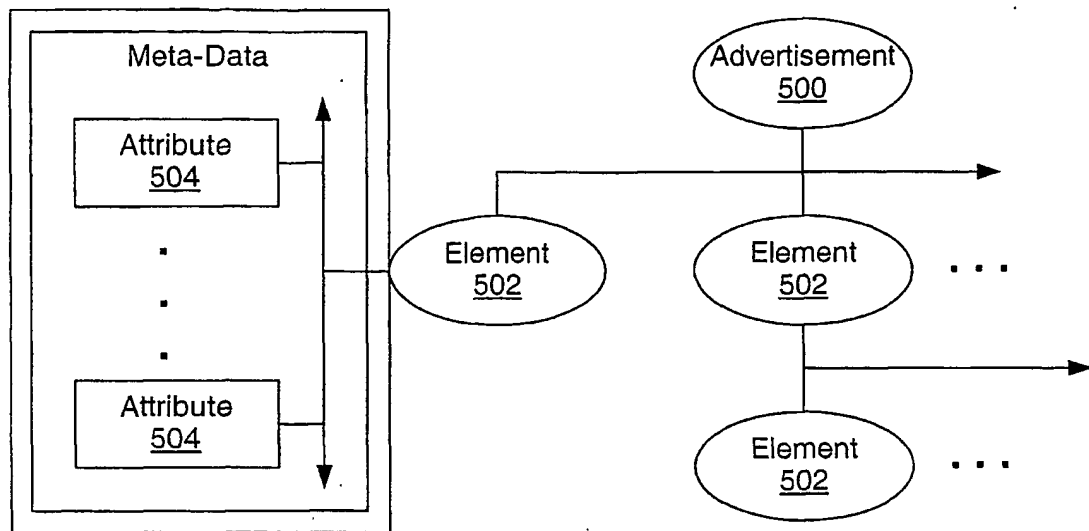 Meta-Data
Attribute
504
Attribute
504
Advertisement
500
Element
502
Element
502
Element
502